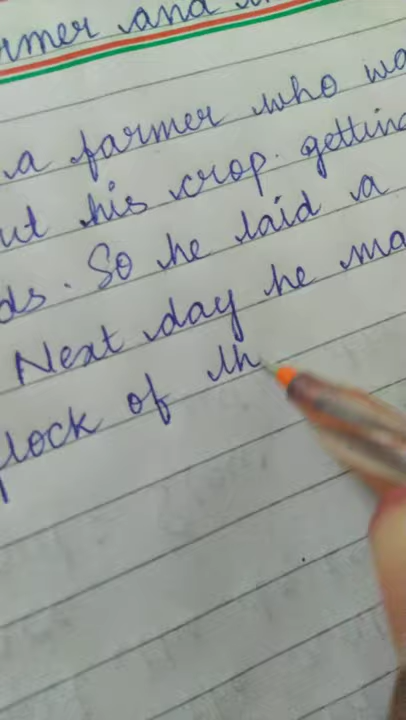 rmer and
a farmer who wa
ut his crop. getting
ds. So he laid a
Next day he ma
flock of th